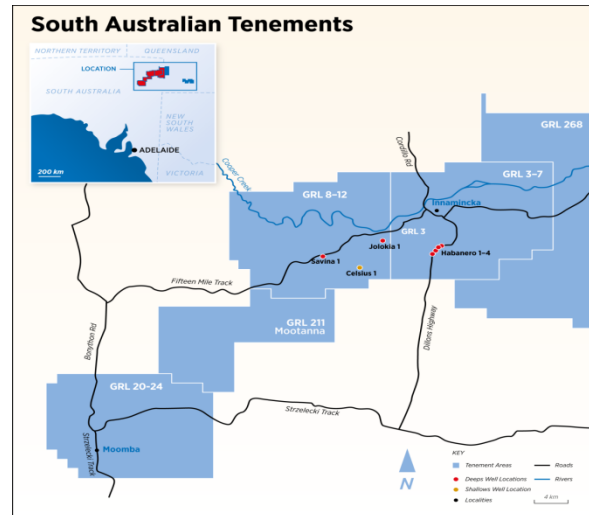 South Australian Tenements
NORTHERN TERRITORY
QUEENSLAND
LOCATION
SOUTH AUSTRALIA
NEW
SOUTH
WALES
ADELAIDE
VICTORIA
200 km
Cooper Creek
Cordillo Rd
GRL 268
GRL 3–7
GRL 8–12
Innamincka
GRL 3
Jolokia 1
Habanero 1–4
Savina 1
Celsius 1
Fifteen Mile Track
GRL 211
Mootanna
Bonython Rd
Dillons Highway
GRL 20–24
Strzelecki Track
Moomba
Strzelecki Track
N
KEY
Tenement Areas
Roads
Deeps Well Locations
Rivers
Shallows Well Location
Localities
4 km